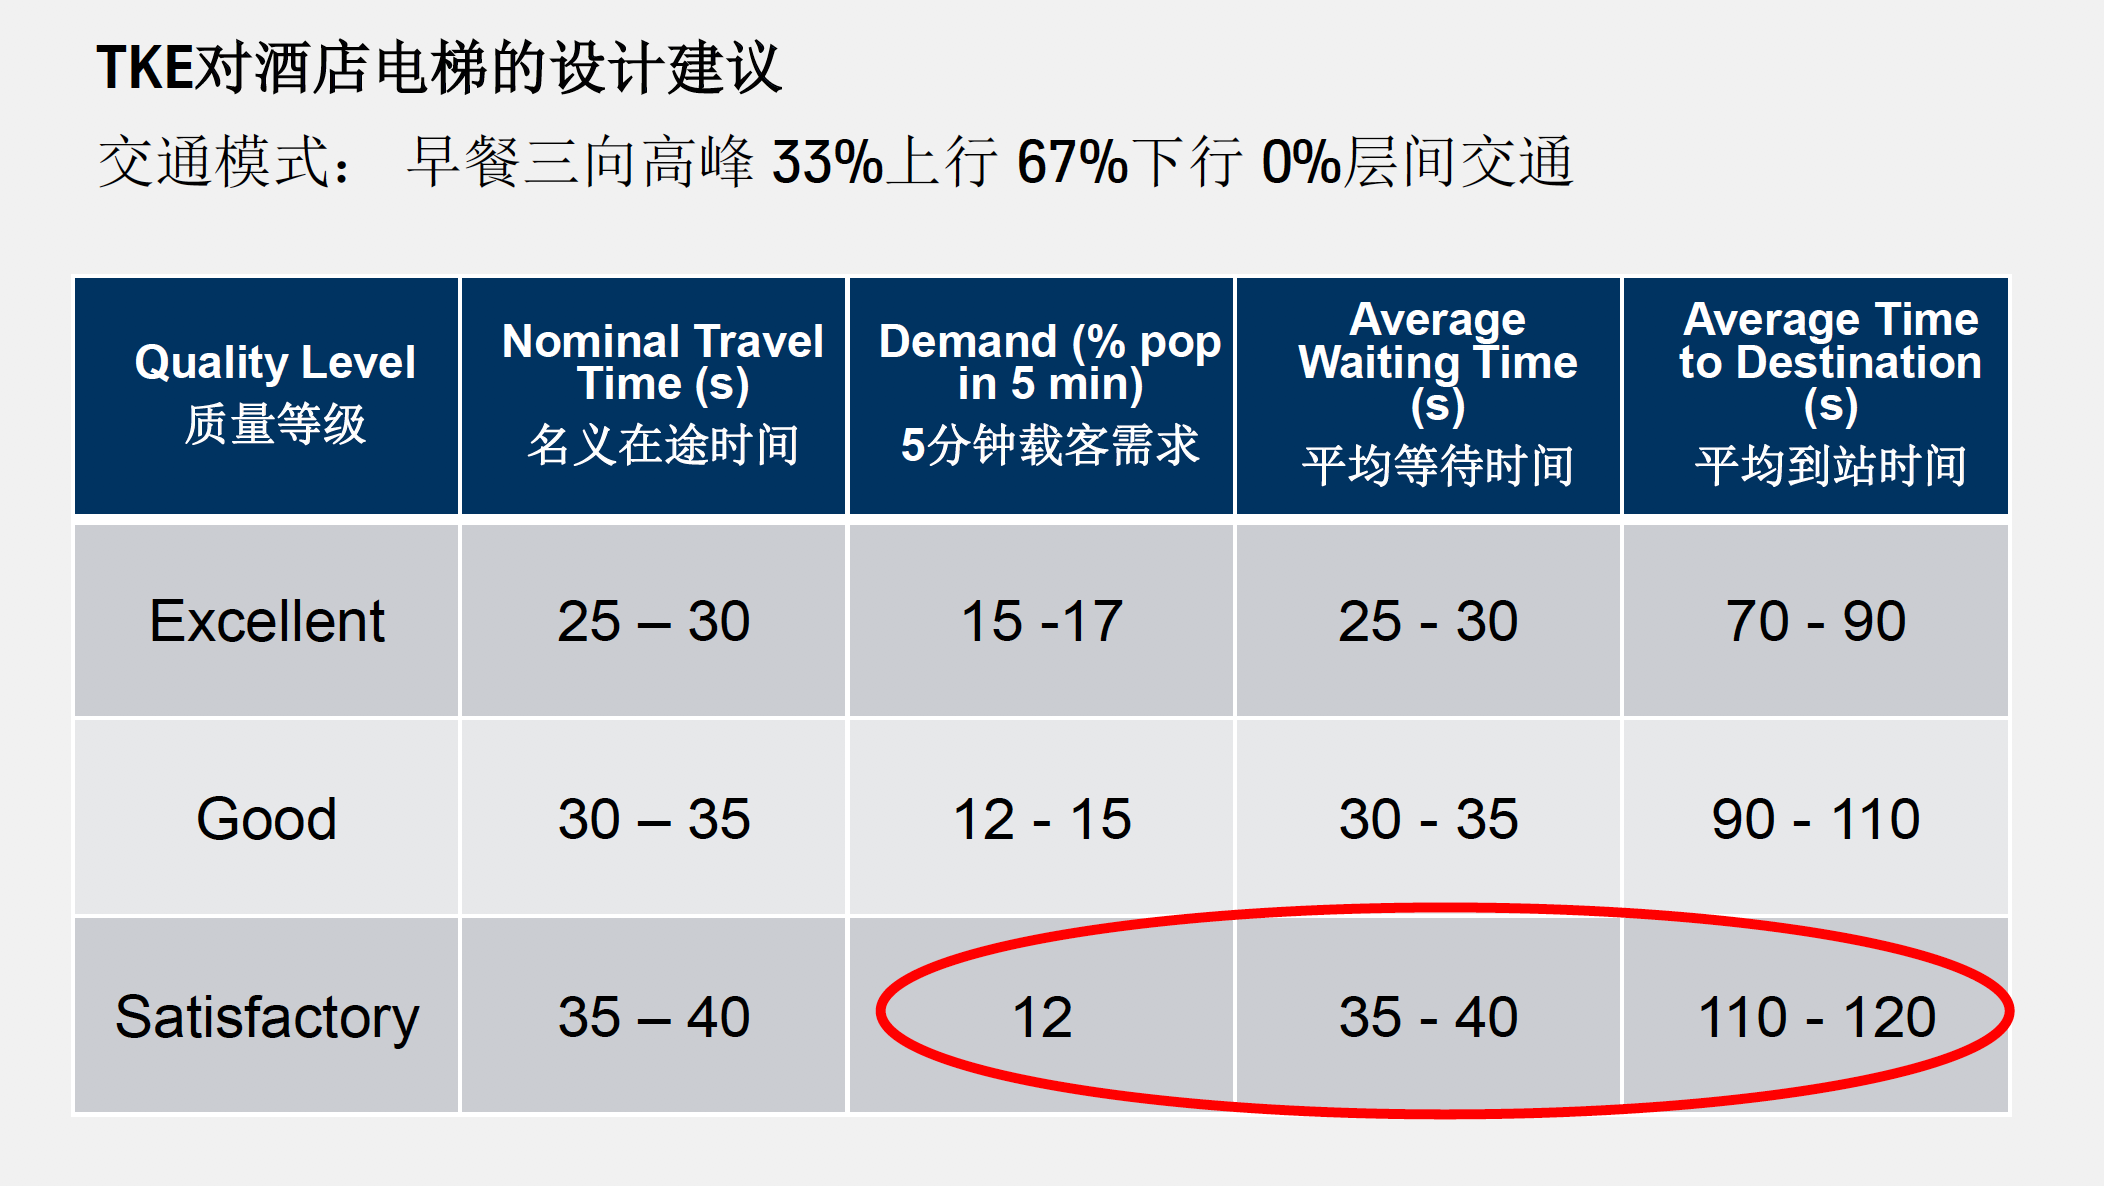 TKE对酒店电梯的设计建议
交通模式： 早餐三向高峰 33%上行 67%下行 0%层间交通
Quality Level
质量等级
Nominal Travel
Time (s)
名义在途时间
Demand (% pop
in 5 min)
5分钟载客需求
Average
Waiting Time
(s)
平均等待时间
Average Time
to Destination
(s)
平均到站时间
Excellent
25 – 30
15 -17
25 - 30
70 - 90
Good
30 – 35
12 - 15
30 - 35
90 - 110
Satisfactory
35 – 40
12
35 - 40
110 - 120